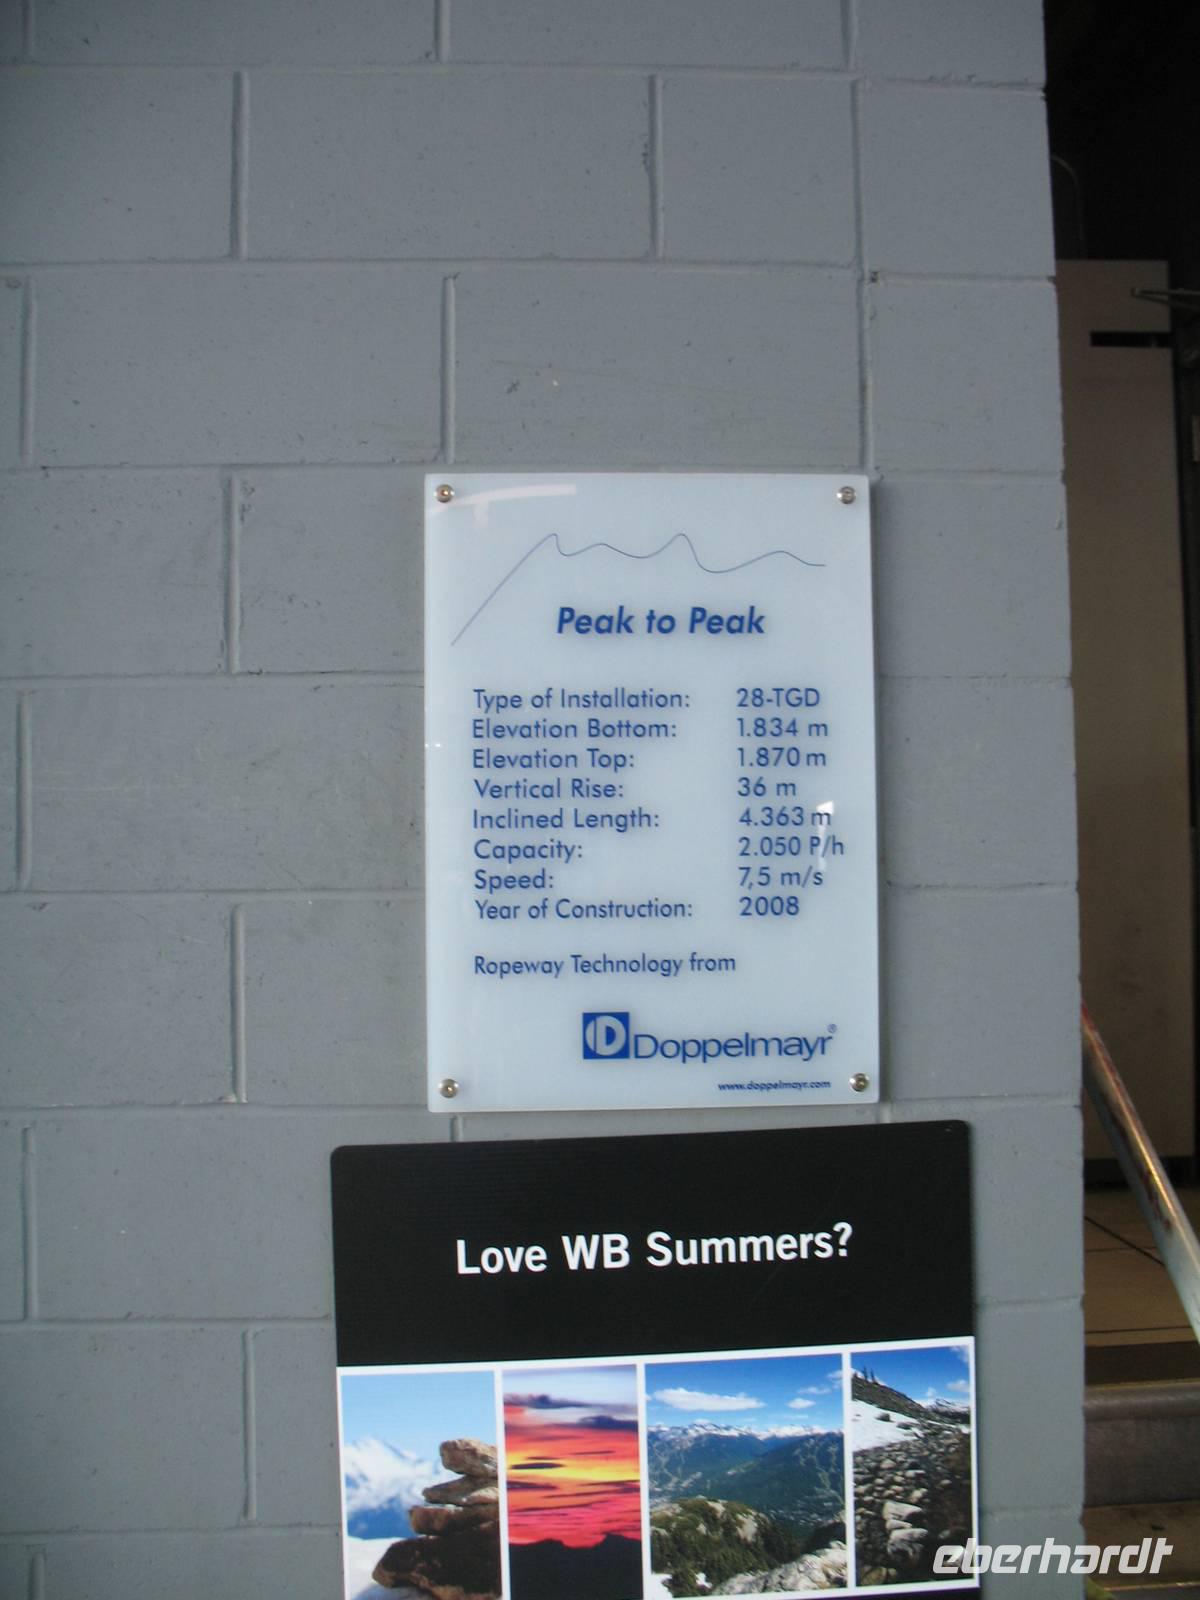 Peak to Peak
Type of Installation: 28-TGD
Elevation Bottom: 1.834 m
Elevation Top: 1.870 m
Vertical Rise: 36 m
Inclined Length: 4.363 m
Capacity: 2.050 P/h
Speed: 7,5 m/s
Year of Construction: 2008
Ropeway Technology from
D Doppelmayr®
www.doppelmayr.com
Love WB Summers?
eberhardt